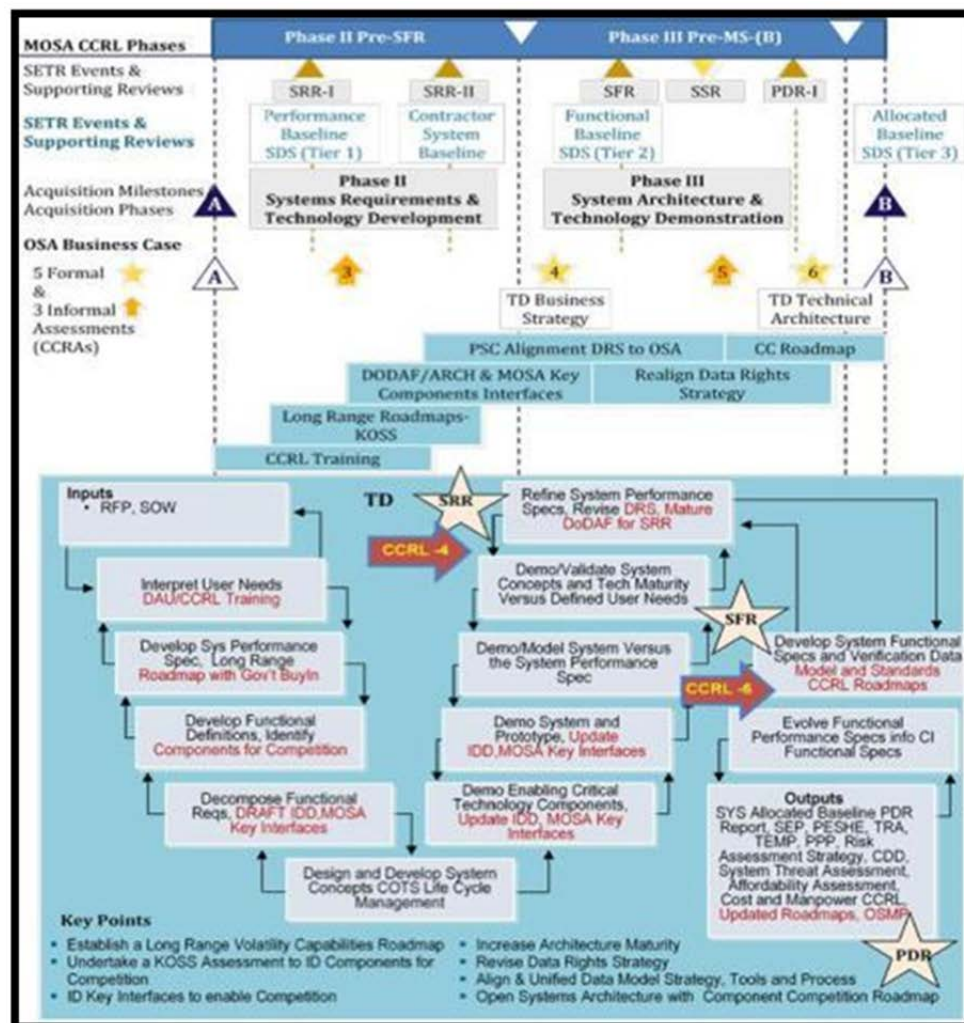 Phase II Pre-SFR
Phase III Pre-MS-(B)
MOSA CCRL Phases
SETR Events &
Supporting Reviews
SRR-I
SRR-II
SFR
SSR
PDR-I
SETR Events &
Supporting Reviews
Performance
Baseline
SDS (Tier 1)
Contractor
System
Baseline
Functional
Baseline
SDS (Tier 2)
Allocated
Baseline
SDS (Tier 3)
Acquisition Milestones
Acquisition Phases
A
Phase II
Systems Requirements &
Technology Development
Phase III
System Architecture &
Technology Demonstration
B
OSA Business Case
5 Formal
&
3 Informal
Assessments
(CCRAs)
A
3
4
5
6
B
TD Business
Strategy
TD Technical
Architecture
PSC Alignment DRS to OSA
CC Roadmap
DODAF/ARCH & MOSA Key
Components Interfaces
Realign Data Rights
Strategy
Long Range Roadmaps-
KOSS
CCRL Training
Inputs
• RFP, SOW
TD
SRR
Refine System Performance
Specs, Revise DRS, Mature
DoDAF for SRR
CCRL -4
Interpret User Needs
DAU/CCRL Training
Demo/Validate System
Concepts and Tech Maturity
Versus Defined User Needs
SFR
Develop Sys Performance
Spec, Long Range
Roadmap with Gov't BuyIn
Demo/Model System Versus
the System Performance
Spec
CCRL -6
Develop System Functional
Specs and Verification Data
Model and Standards
CCRL Roadmaps
Develop Functional
Definitions, Identify
Components for Competition
Demo System and
Prototype, Update
IDD,MOSA Key Interfaces
Evolve Functional
Performance Specs info CI
Functional Specs
Decompose Functional
Reqs, DRAFT IDD,MOSA
Key Interfaces
Demo Enabling Critical
Technology Components,
Update IDD, MOSA Key
Interfaces
Outputs
SYS Allocated Baseline PDR
Report, SEP, PESHE, TRA,
TEMP, PPP, Risk
Assessment Strategy, CDD,
System Threat Assessment,
Affordability Assessment,
Cost and Manpower CCRL,
Updated Roadmaps, OSMP
Design and Develop System
Concepts COTS Life Cycle
Management
PDR
Key Points
▪ Establish a Long Range Volatility Capabilities Roadmap
▪ Undertake a KOSS Assessment to ID Components for
Competition
▪ ID Key Interfaces to enable Competition
▪ Increase Architecture Maturity
▪ Revise Data Rights Strategy
▪ Align & Unified Data Model Strategy, Tools and Process
▪ Open Systems Architecture with Component Competition Roadmap